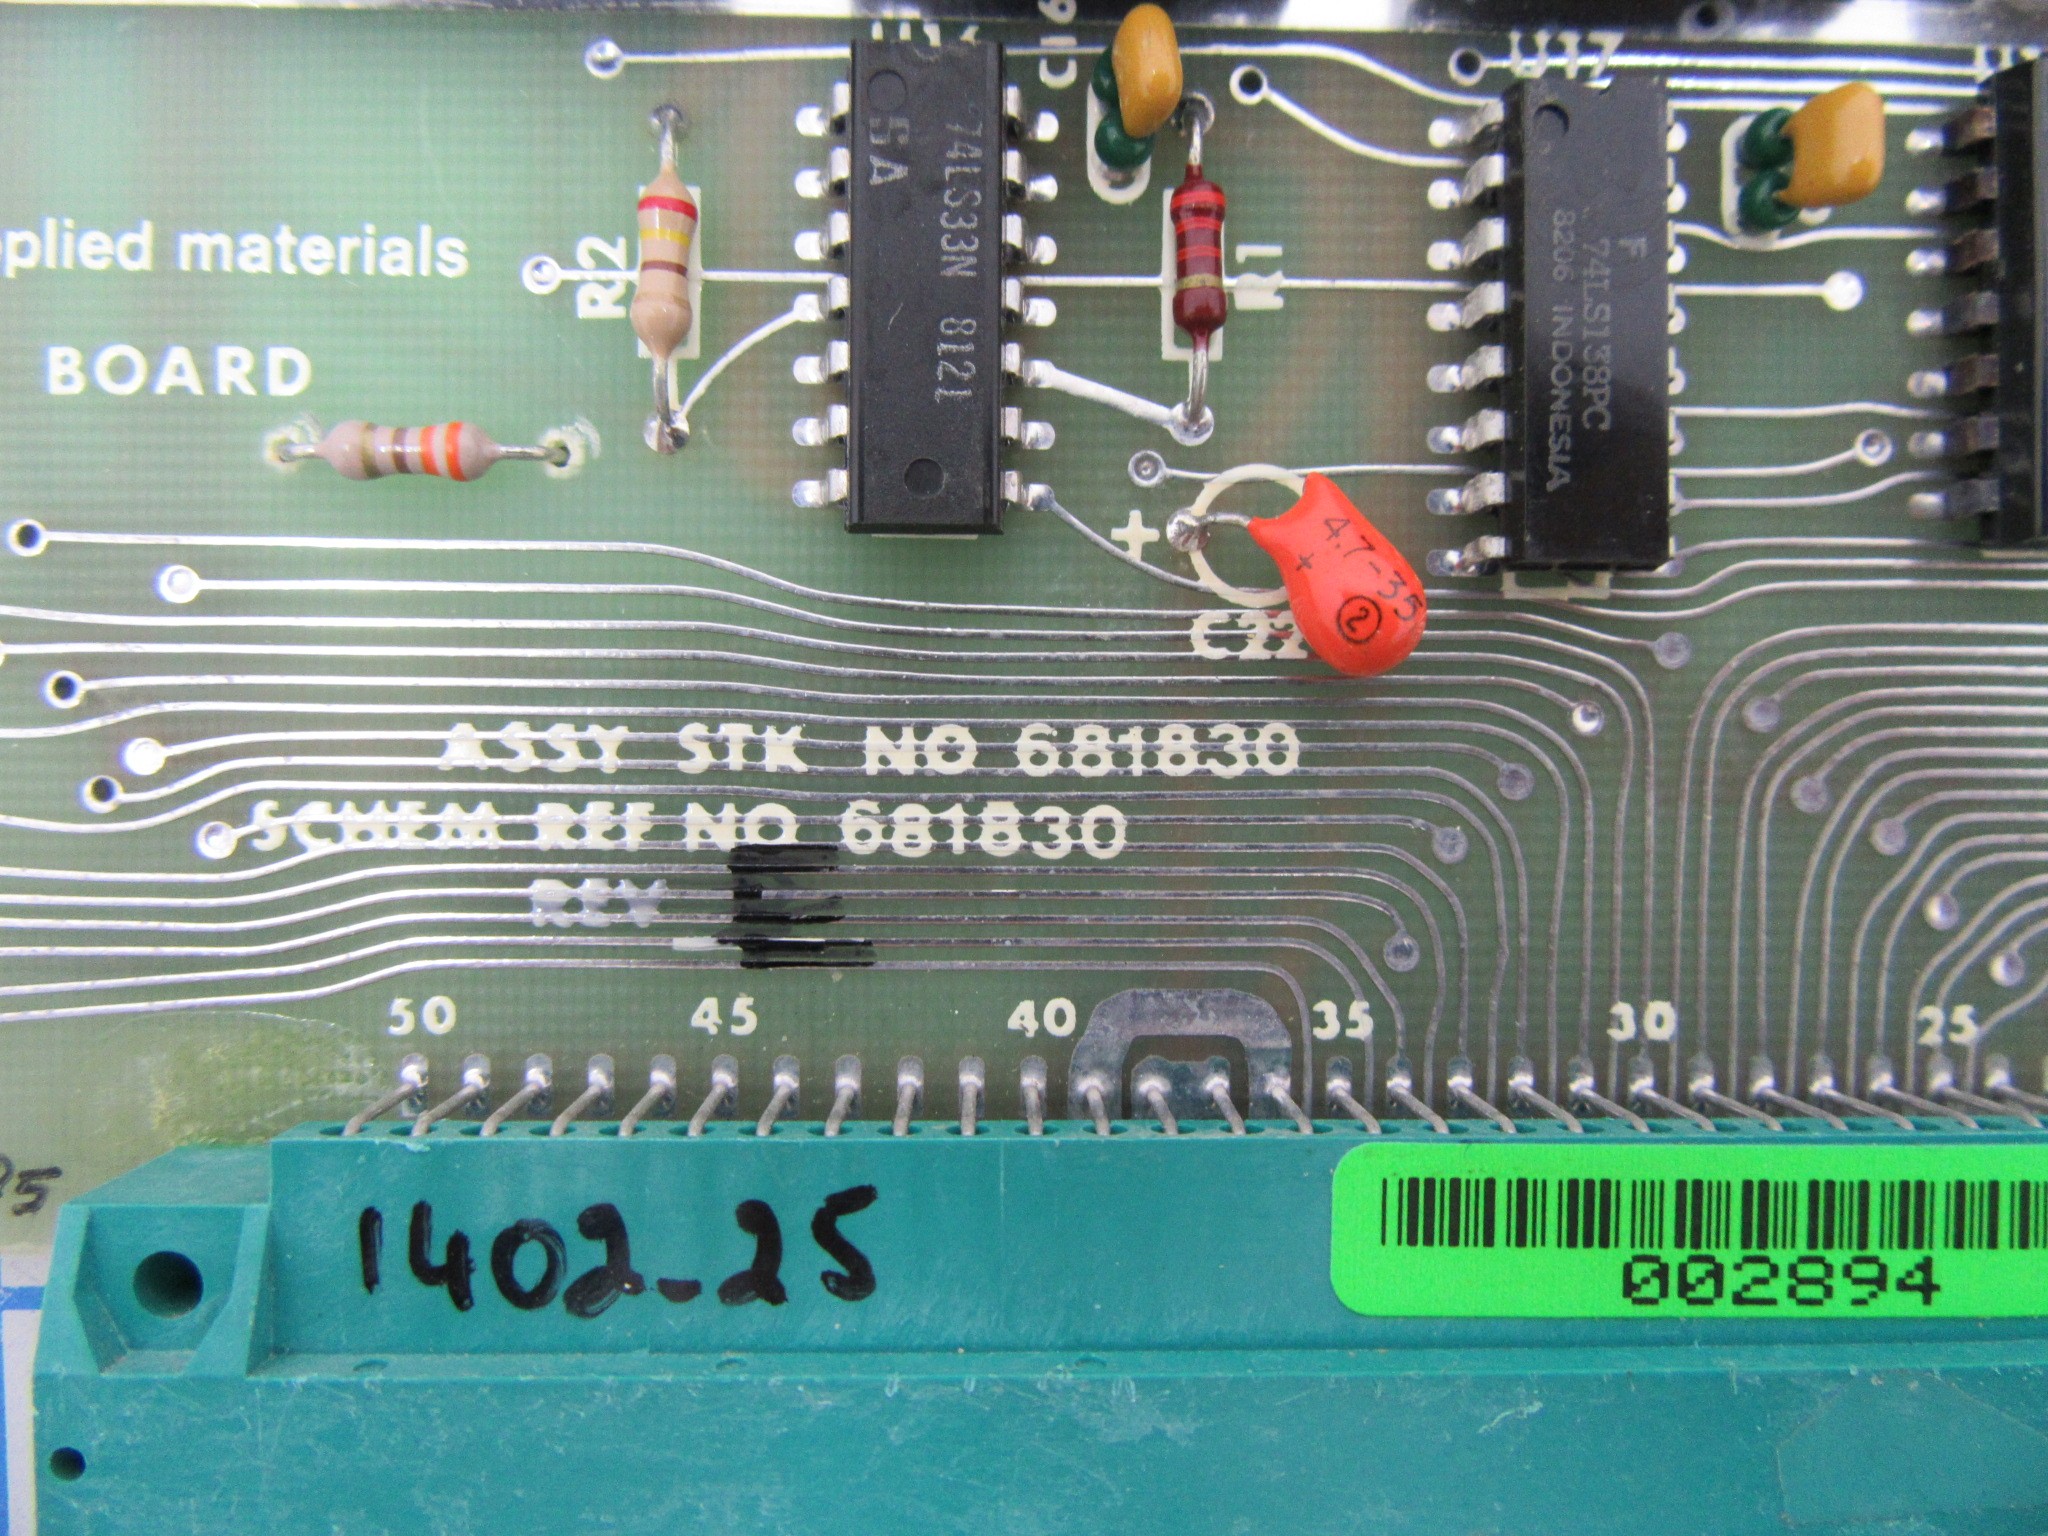 plied materials
BOARD
R2
5A
74LS33N 8121
R1
U17
F
74LS138PC
8206 INDONESIA
+
4.7-35
+
2
C22
ASSY STK NO 681830
SCHEM REF NO 681830
REV
50 45 40 35 30 25
1402-25
002894